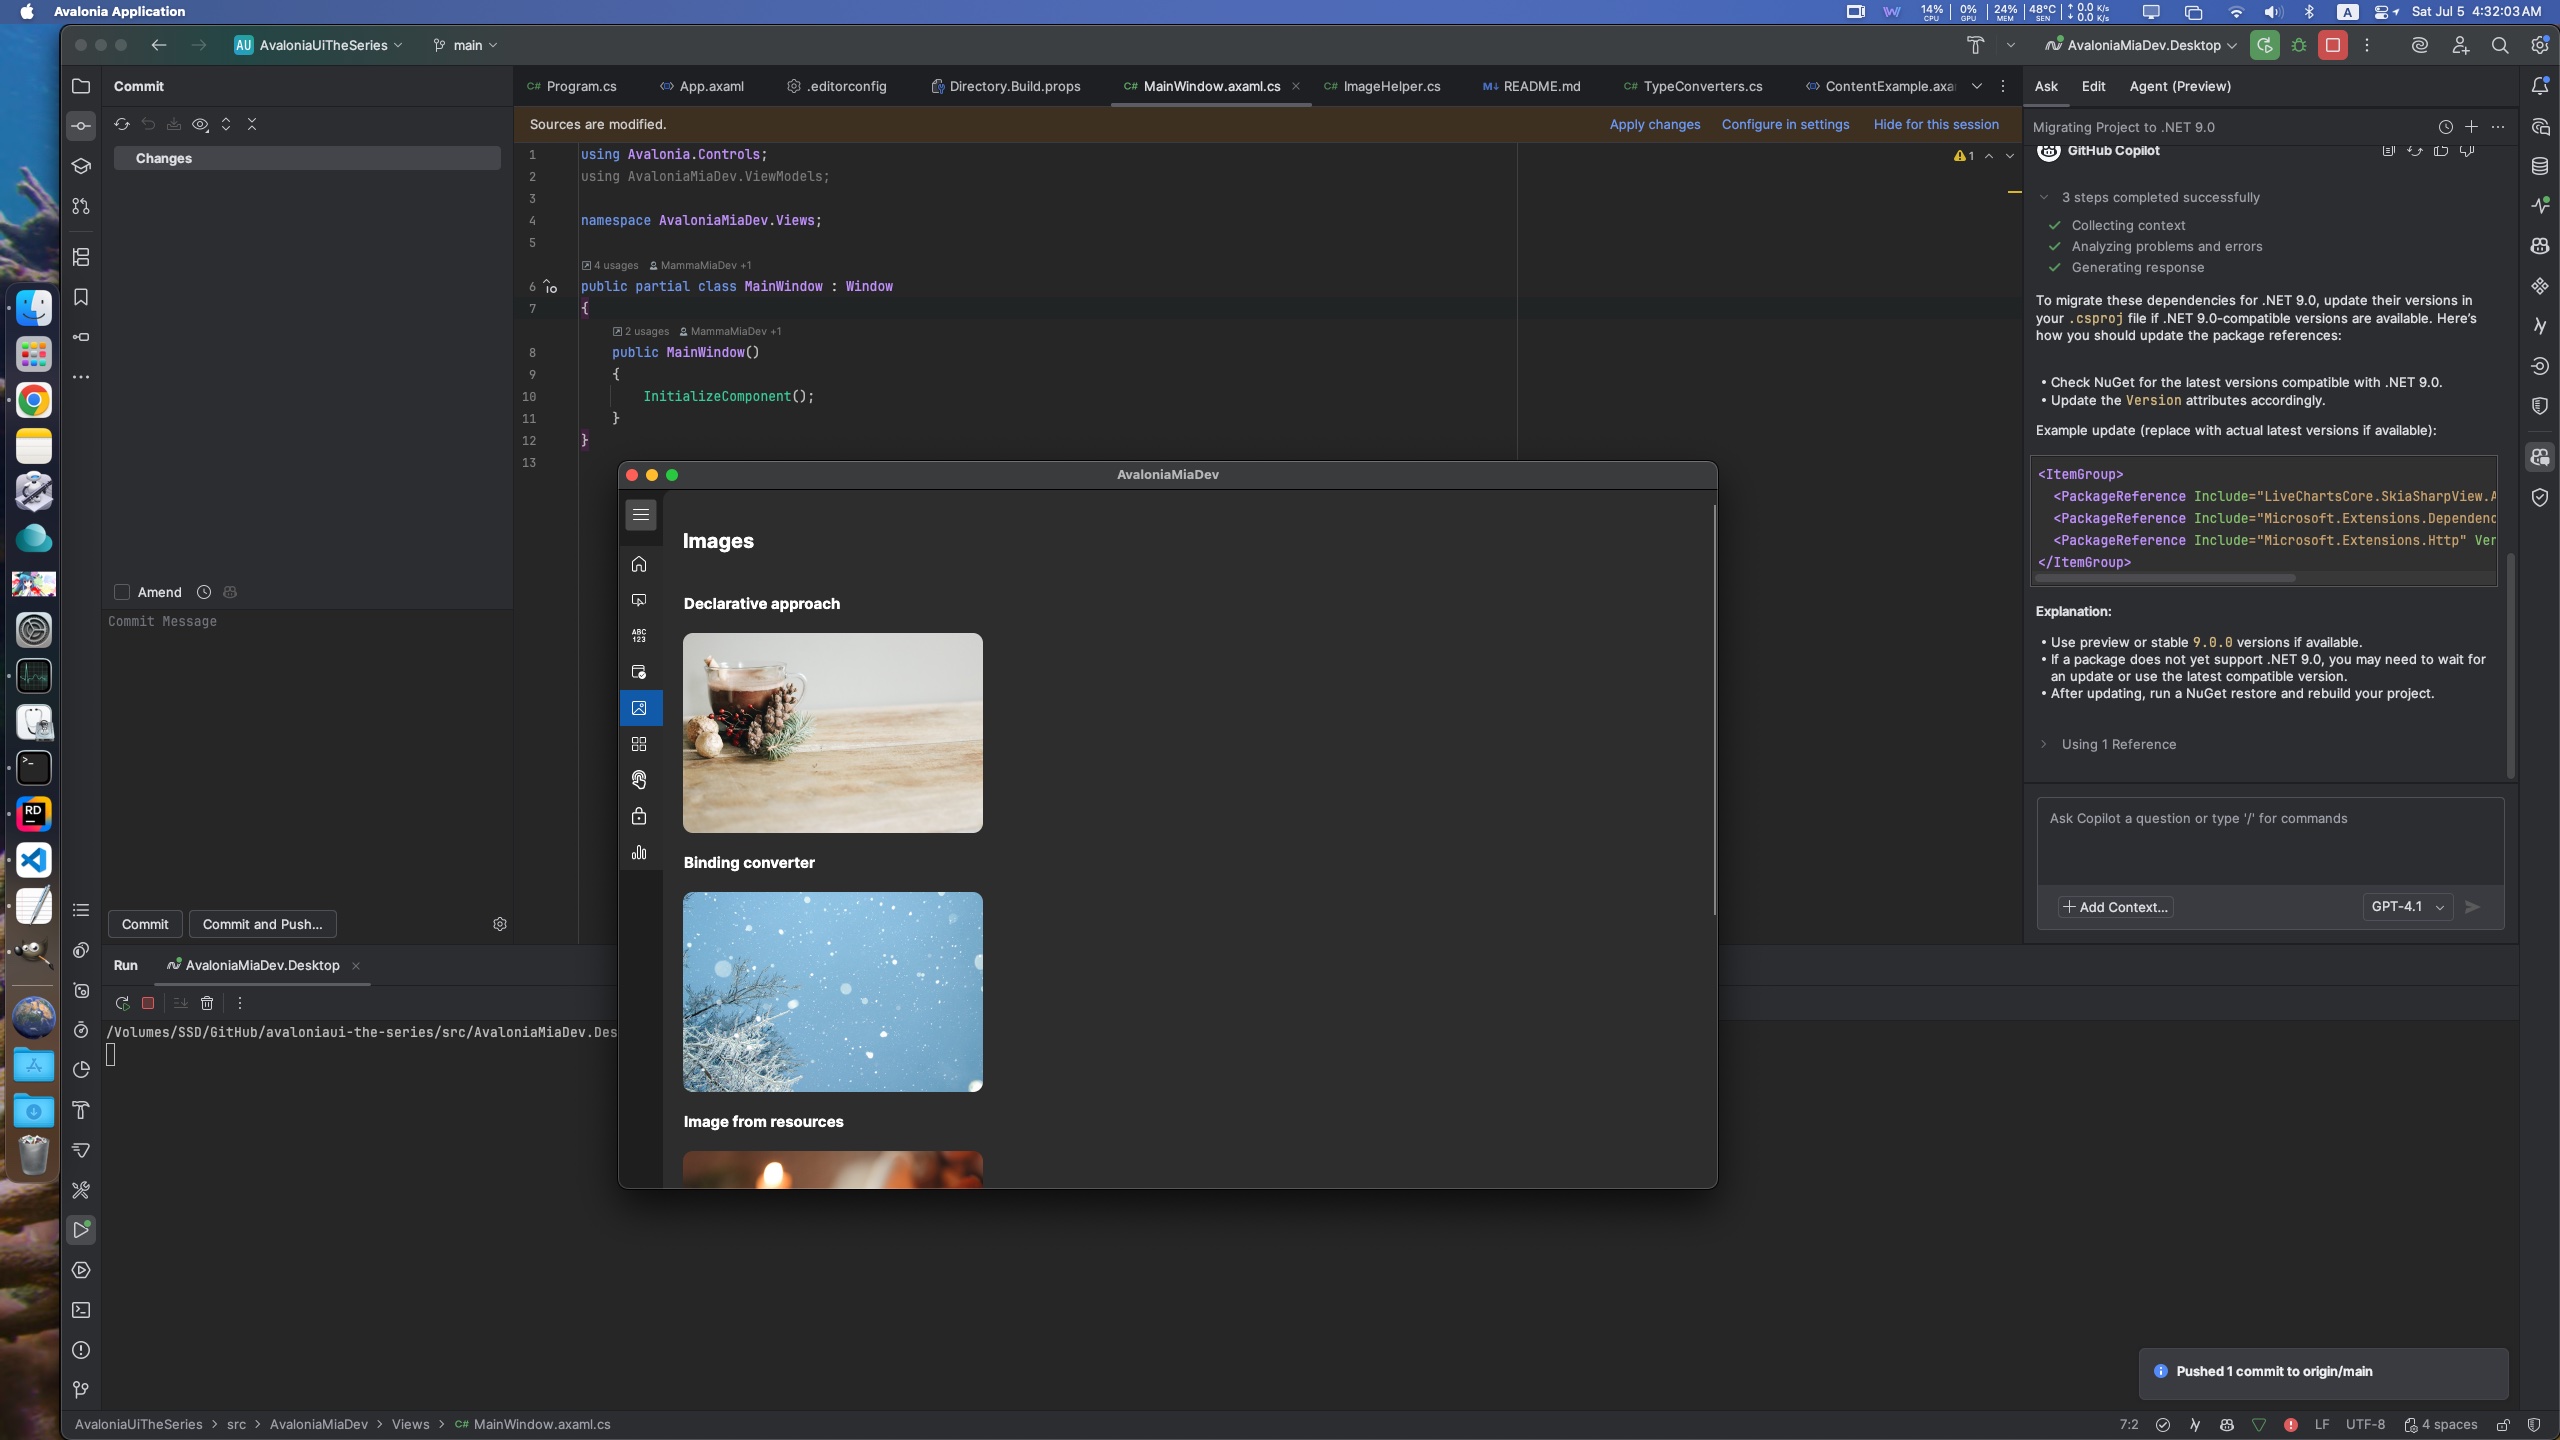 Avalonia Application
14% CPU 0% GPU 24% MEM 48°C SEN 0.0 K/s 0.0 K/s A Sat Jul 5 4:32:03 AM
AU AvaloniaUiTheSeries main AvaloniaMiaDev.Desktop
Commit
Changes
Amend
Commit Message
Commit Commit and Push...
Program.cs App.axaml .editorconfig Directory.Build.props MainWindow.axaml.cs ImageHelper.cs README.md TypeConverters.cs ContentExample.axa
Sources are modified. Apply changes Configure in settings Hide for this session
1 using Avalonia.Controls;
2 using AvaloniaMiaDev.ViewModels;
3
4 namespace AvaloniaMiaDev.Views;
5
4 usages MammaMiaDev +1
6 public partial class MainWindow : Window
7 {
2 usages MammaMiaDev +1
8 public MainWindow()
9 {
10 InitializeComponent();
11 }
12 }
13
1
AvaloniaMiaDev
ABC
123
Images
Declarative approach
Binding converter
Image from resources
Ask Edit Agent (Preview)
Migrating Project to .NET 9.0
GitHub Copilot
3 steps completed successfully
Collecting context
Analyzing problems and errors
Generating response
To migrate these dependencies for .NET 9.0, update their versions in
your .csproj file if .NET 9.0-compatible versions are available. Here's
how you should update the package references:
• Check NuGet for the latest versions compatible with .NET 9.0.
• Update the Version attributes accordingly.
Example update (replace with actual latest versions if available):
<ItemGroup>
<PackageReference Include="LiveChartsCore.SkiaSharpView.A
<PackageReference Include="Microsoft.Extensions.Dependenc
<PackageReference Include="Microsoft.Extensions.Http" Ver
</ItemGroup>
Explanation:
• Use preview or stable 9.0.0 versions if available.
• If a package does not yet support .NET 9.0, you may need to wait for
an update or use the latest compatible version.
• After updating, run a NuGet restore and rebuild your project.
Using 1 Reference
Ask Copilot a question or type '/' for commands
Add Context... GPT-4.1
Run AvaloniaMiaDev.Desktop
/Volumes/SSD/GitHub/avaloniaui-the-series/src/AvaloniaMiaDev.Des
RD
Pushed 1 commit to origin/main
AvaloniaUiTheSeries > src > AvaloniaMiaDev > Views > C# MainWindow.axaml.cs
7:2 LF UTF-8 4 spaces